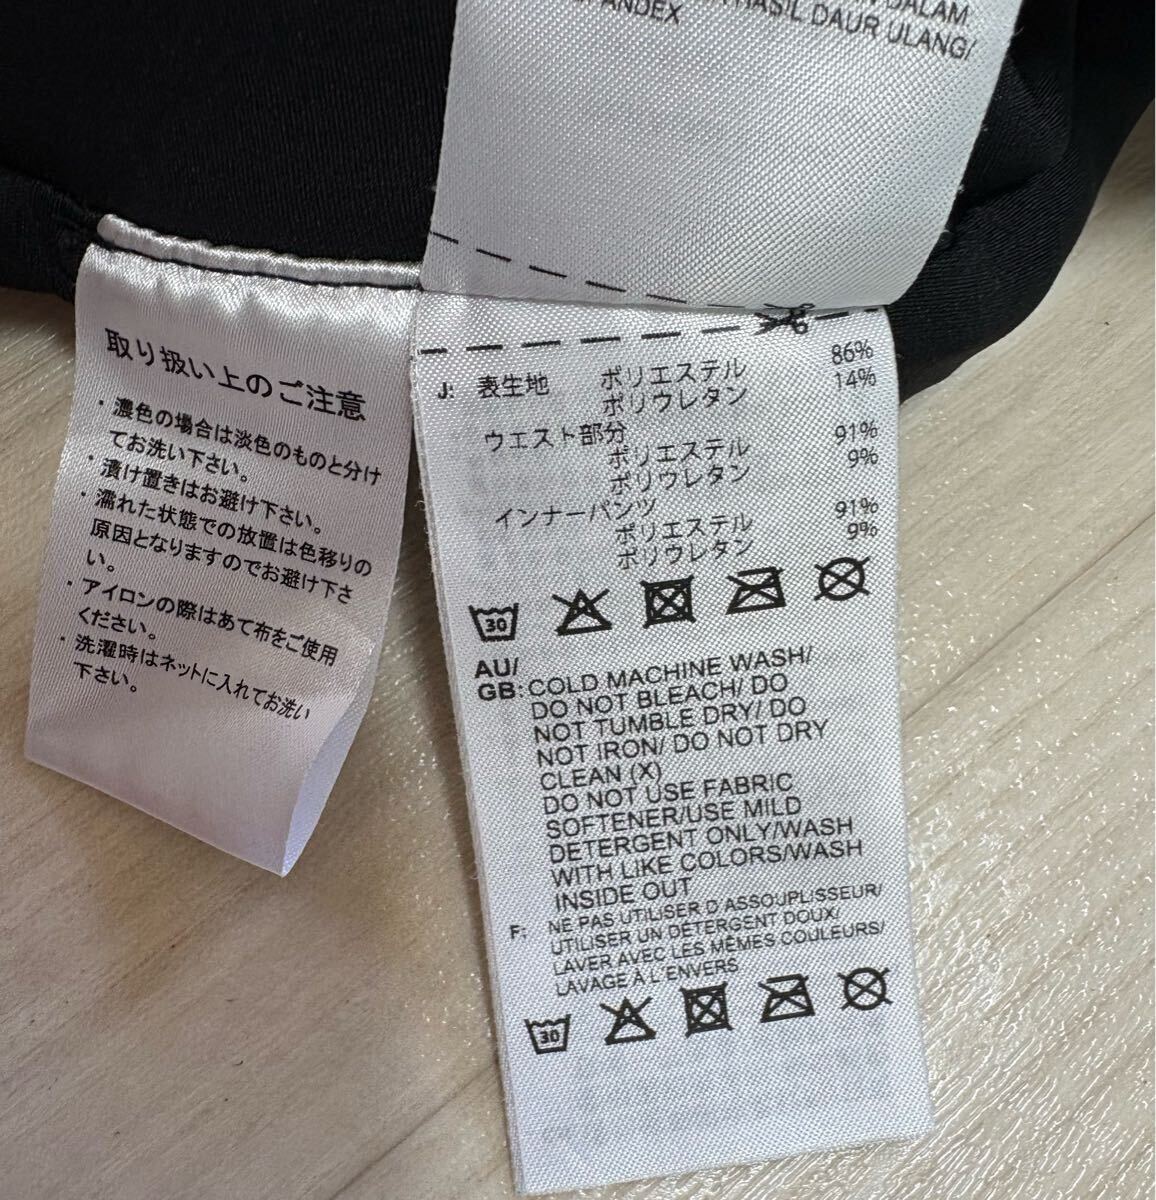 N DALAM
HASIL DAUR ULANG/
PANDEX
取り扱い上のご注意
・濃色の場合は淡色のものと分け
てお洗い下さい。
・漬け置きはお避け下さい。
・濡れた状態での放置は色移りの
原因となりますのでお避け下さ
い。
・アイロンの際はあて布をご使用
ください。
・洗濯時はネットに入れてお洗い
下さい。
J: 表生地 ポリエステル 86%
ポリウレタン 14%
ウエスト部分
ポリエステル 91%
ポリウレタン 9%
インナーパンツ
ポリエステル 91%
ポリウレタン 9%
30
AU/
GB: COLD MACHINE WASH/
DO NOT BLEACH/ DO
NOT TUMBLE DRY/ DO
NOT IRON/ DO NOT DRY
CLEAN (X)
DO NOT USE FABRIC
SOFTENER/USE MILD
DETERGENT ONLY/WASH
WITH LIKE COLORS/WASH
INSIDE OUT
F: NE PAS UTILISER D'ASSOUPLISSEUR/
UTILISER UN DÉTERGENT DOUX/
LAVER AVEC LES MÊMES COULEURS/
LAVAGE À L'ENVERS
30